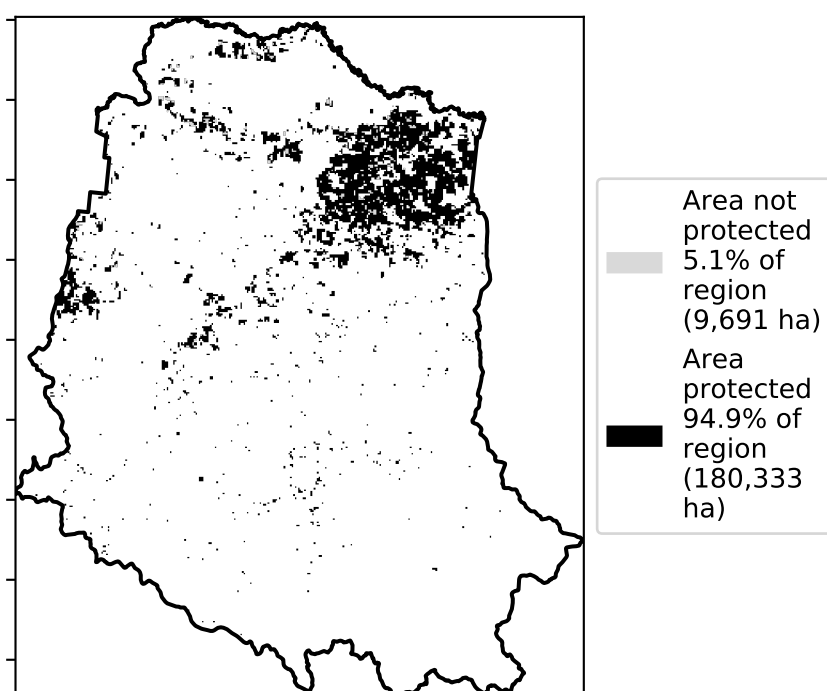 Area not
protected
5.1% of
region
(9,691 ha)
Area
protected
94.9% of
region
(180,333
ha)